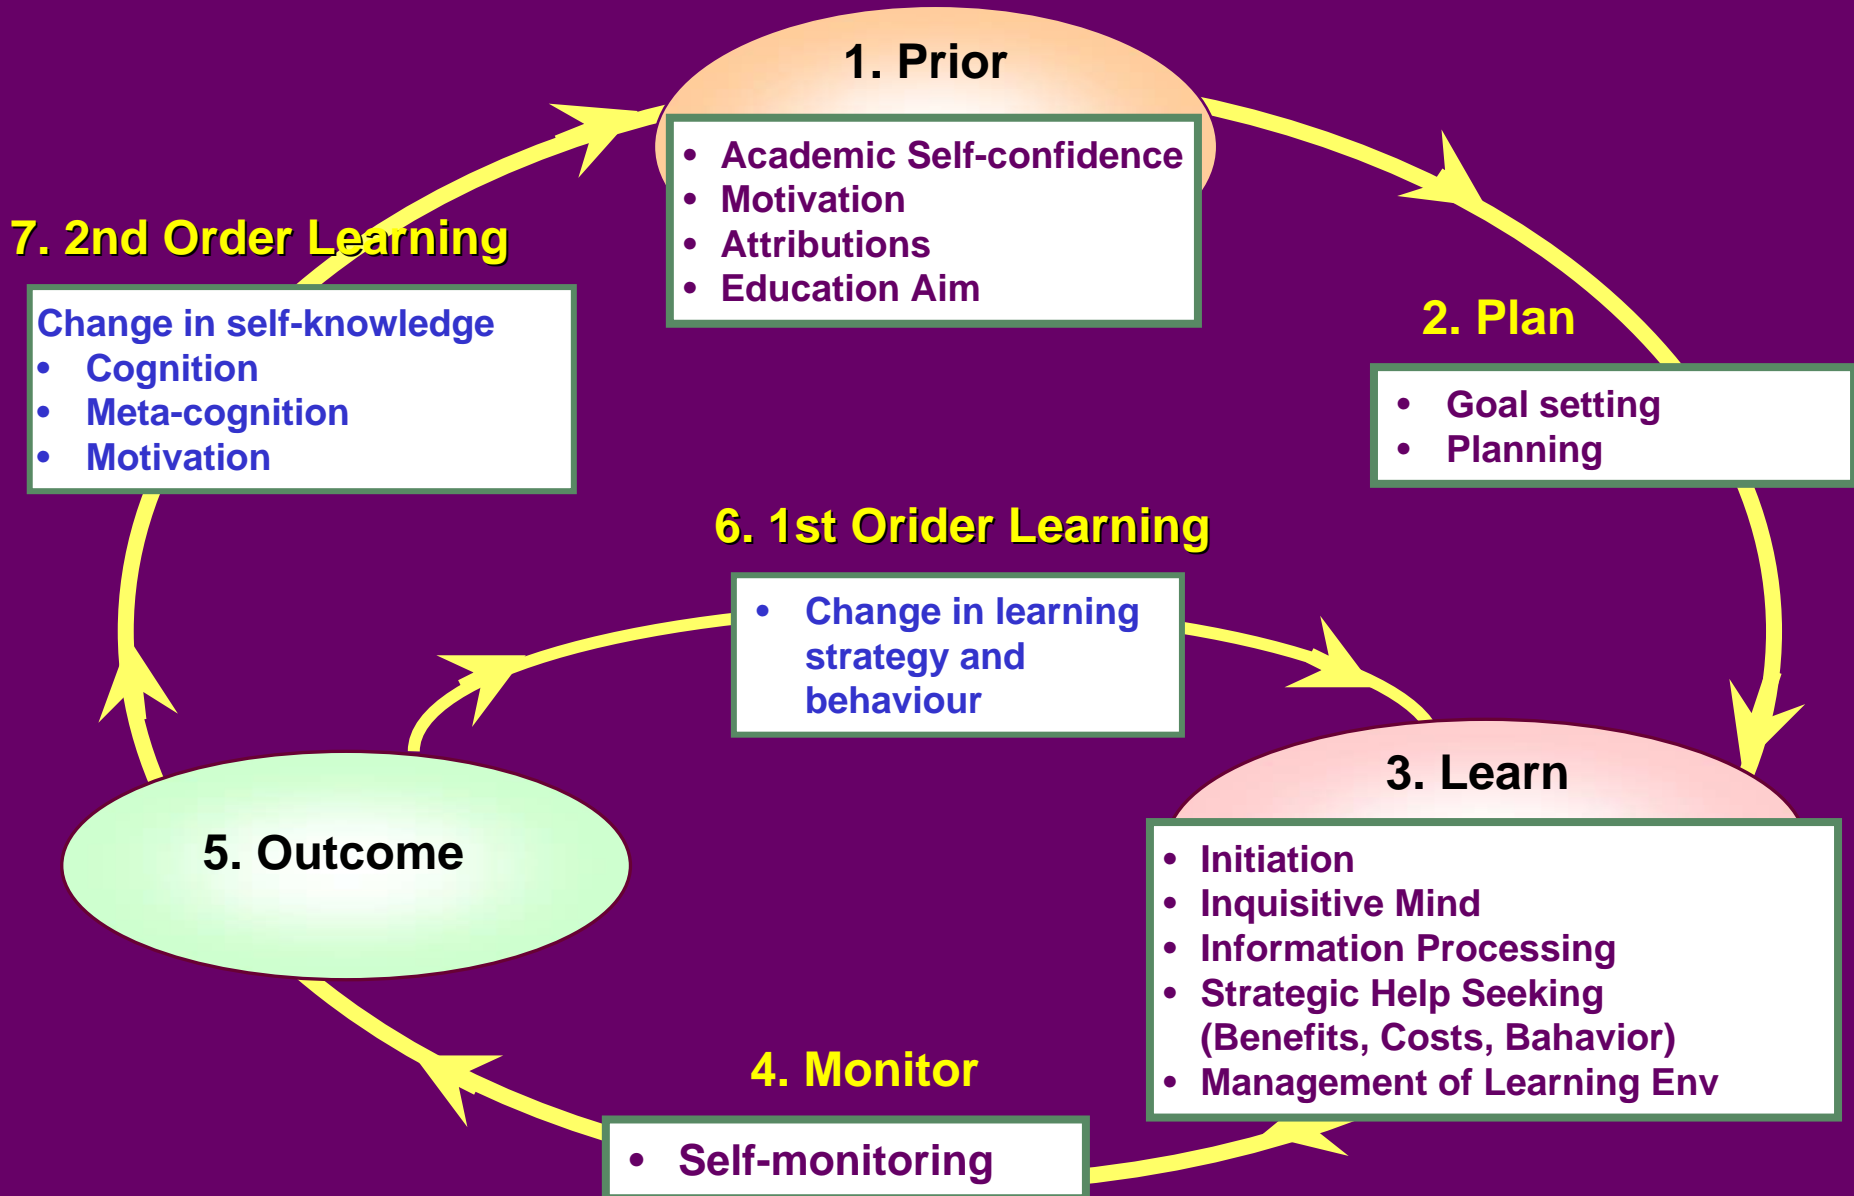 1. Prior
• Academic Self-confidence
• Motivation
• Attributions
• Education Aim
2. Plan
• Goal setting
• Planning
3. Learn
• Initiation
• Inquisitive Mind
• Information Processing
• Strategic Help Seeking
(Benefits, Costs, Bahavior)
• Management of Learning Env
4. Monitor
• Self-monitoring
5. Outcome
6. 1st Orider Learning
• Change in learning
strategy and
behaviour
7. 2nd Order Learning
Change in self-knowledge
• Cognition
• Meta-cognition
• Motivation